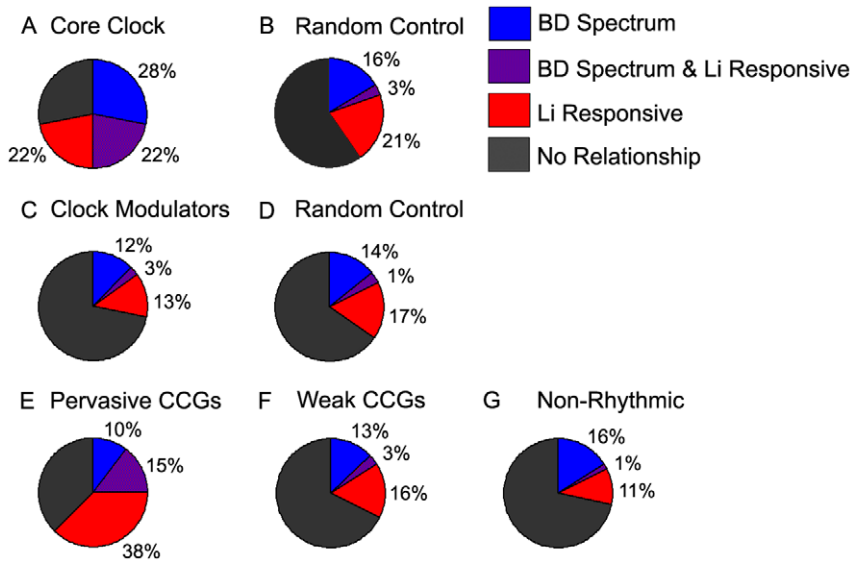 A Core Clock
28%
22%
22%
B Random Control
16%
3%
21%
BD Spectrum
BD Spectrum & Li Responsive
Li Responsive
No Relationship
C Clock Modulators
12%
3%
13%
D Random Control
14%
1%
17%
E Pervasive CCGs
10%
15%
38%
F Weak CCGs
13%
3%
16%
G Non-Rhythmic
16%
1%
11%